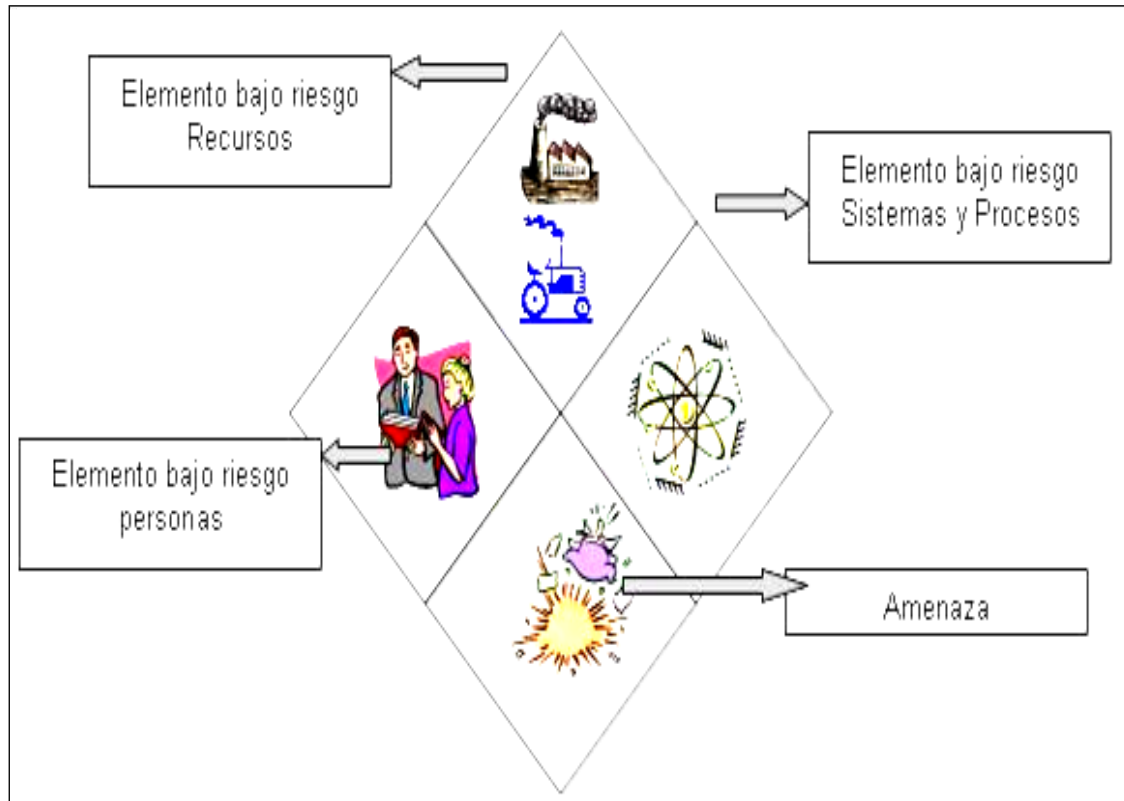 Elemento bajo riesgo
Recursos
Elemento bajo riesgo
Sistemas y Procesos
Elemento bajo riesgo
personas
Amenaza